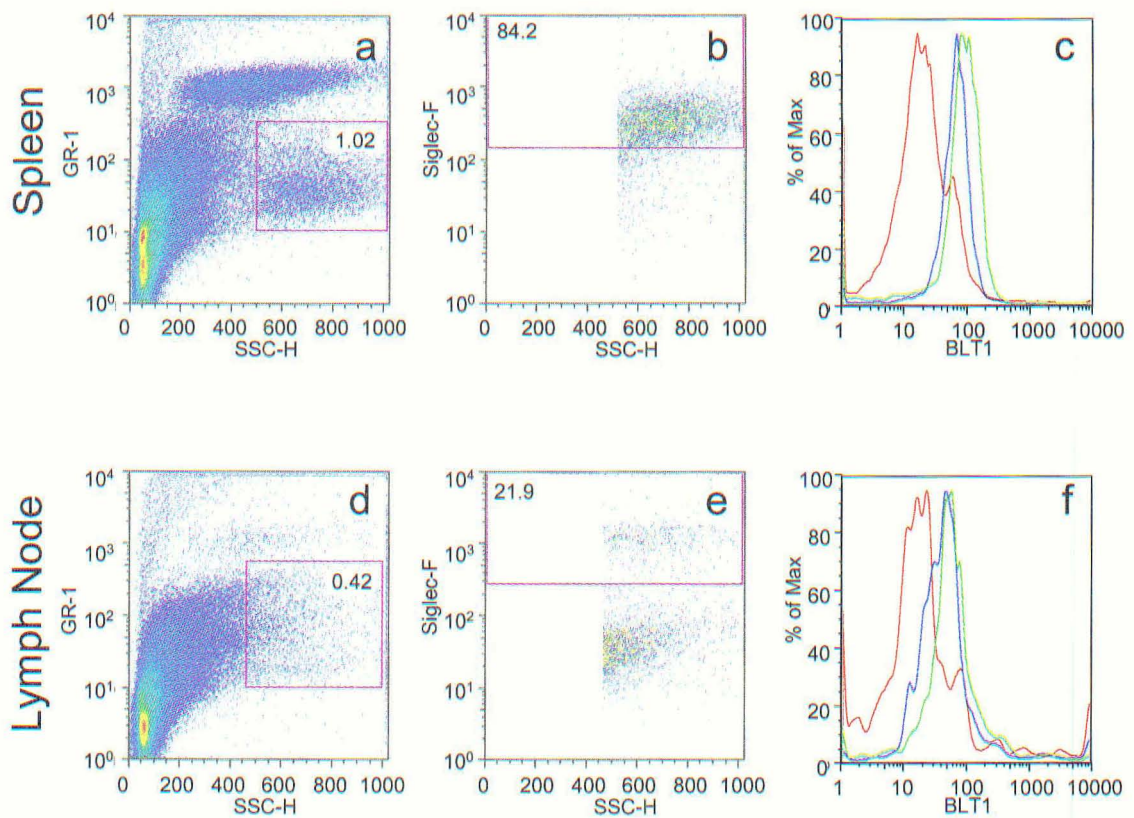 Spleen
a
GR-1
10⁴
10³
10²
10¹
10⁰
1.02
0 200 400 600 800 1000
SSC-H
b
84.2
Siglec-F
10⁴
10³
10²
10¹
10⁰
0 200 400 600 800 1000
SSC-H
c
% of Max
100
80
60
40
20
0
1 10 100 1000 10000
BLT1
Lymph Node
d
GR-1
10⁴
10³
10²
10¹
10⁰
0.42
0 200 400 600 800 1000
SSC-H
e
21.9
Siglec-F
10⁴
10³
10²
10¹
10⁰
0 200 400 600 800 1000
SSC-H
f
% of Max
100
80
60
40
20
0
1 10 100 1000 10000
BLT1